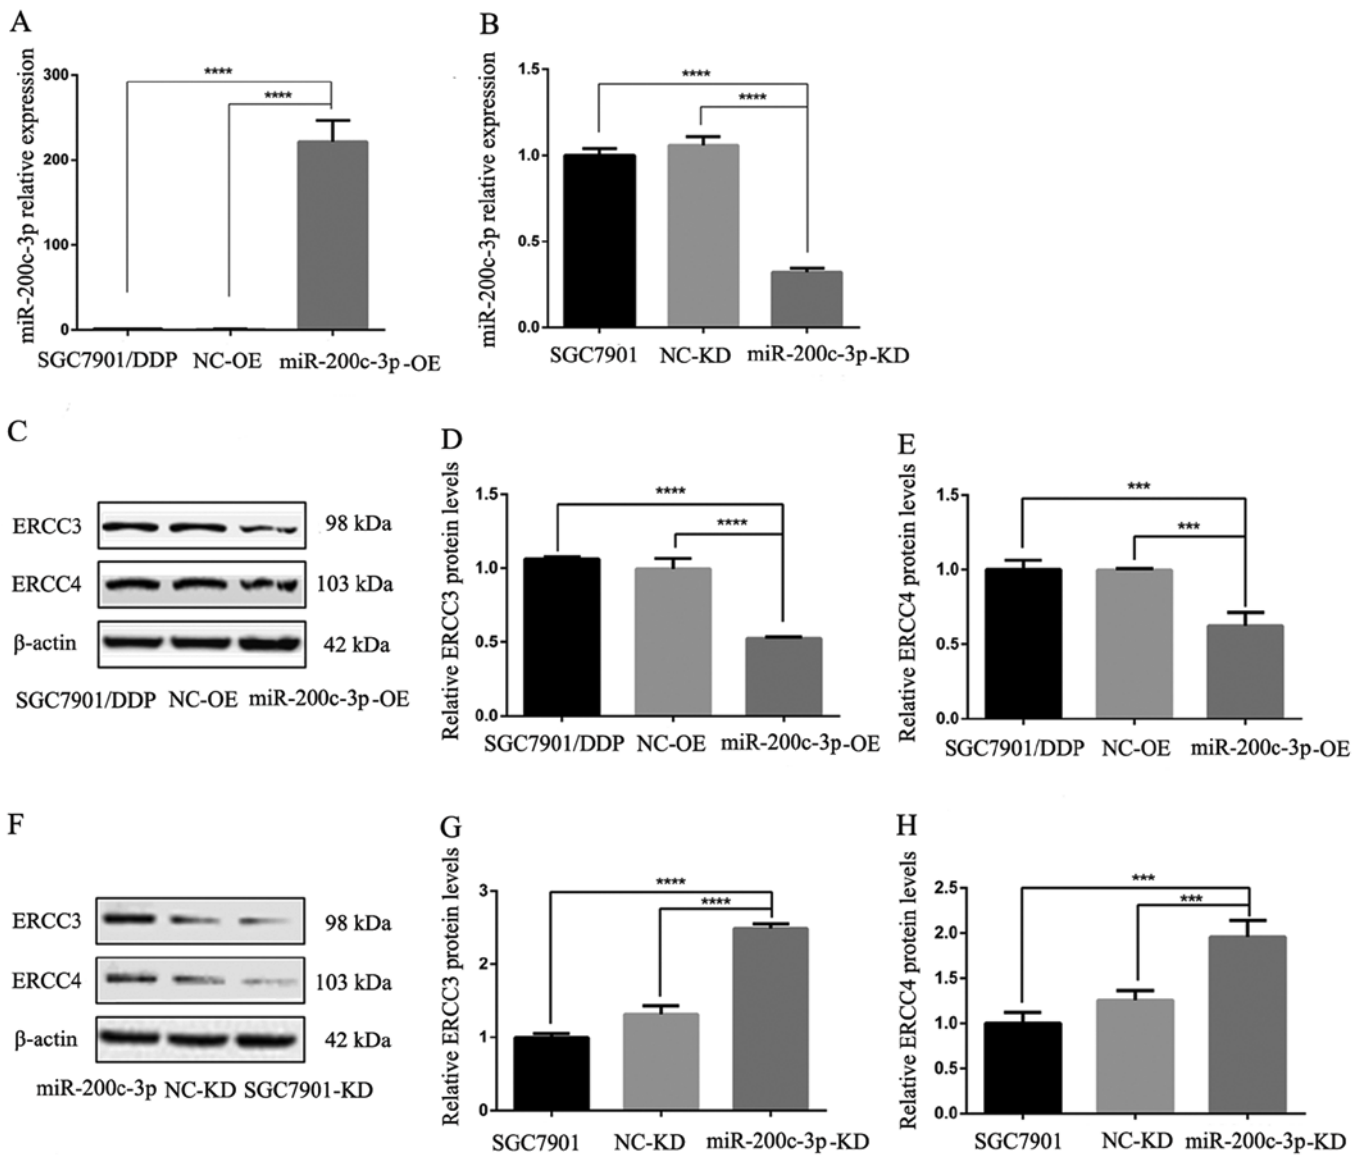 A
miR-200c-3p relative expression
300
200
100
0
****
****
SGC7901/DDP NC-OE miR-200c-3p-OE
B
miR-200c-3p relative expression
1.5
1.0
0.5
0.0
****
****
SGC7901 NC-KD miR-200c-3p-KD
C
ERCC3 98 kDa
ERCC4 103 kDa
β-actin 42 kDa
SGC7901/DDP NC-OE miR-200c-3p-OE
D
Relative ERCC3 protein levels
1.5
1.0
0.5
0.0
****
****
SGC7901/DDP NC-OE miR-200c-3p-OE
E
Relative ERCC4 protein levels
1.5
1.0
0.5
0.0
***
***
SGC7901/DDP NC-OE miR-200c-3p-OE
F
ERCC3 98 kDa
ERCC4 103 kDa
β-actin 42 kDa
miR-200c-3p NC-KD SGC7901-KD
G
Relative ERCC3 protein levels
3
2
1
0
****
****
SGC7901 NC-KD miR-200c-3p-KD
H
Relative ERCC4 protein levels
2.5
2.0
1.5
1.0
0.5
0.0
***
***
SGC7901 NC-KD miR-200c-3p-KD